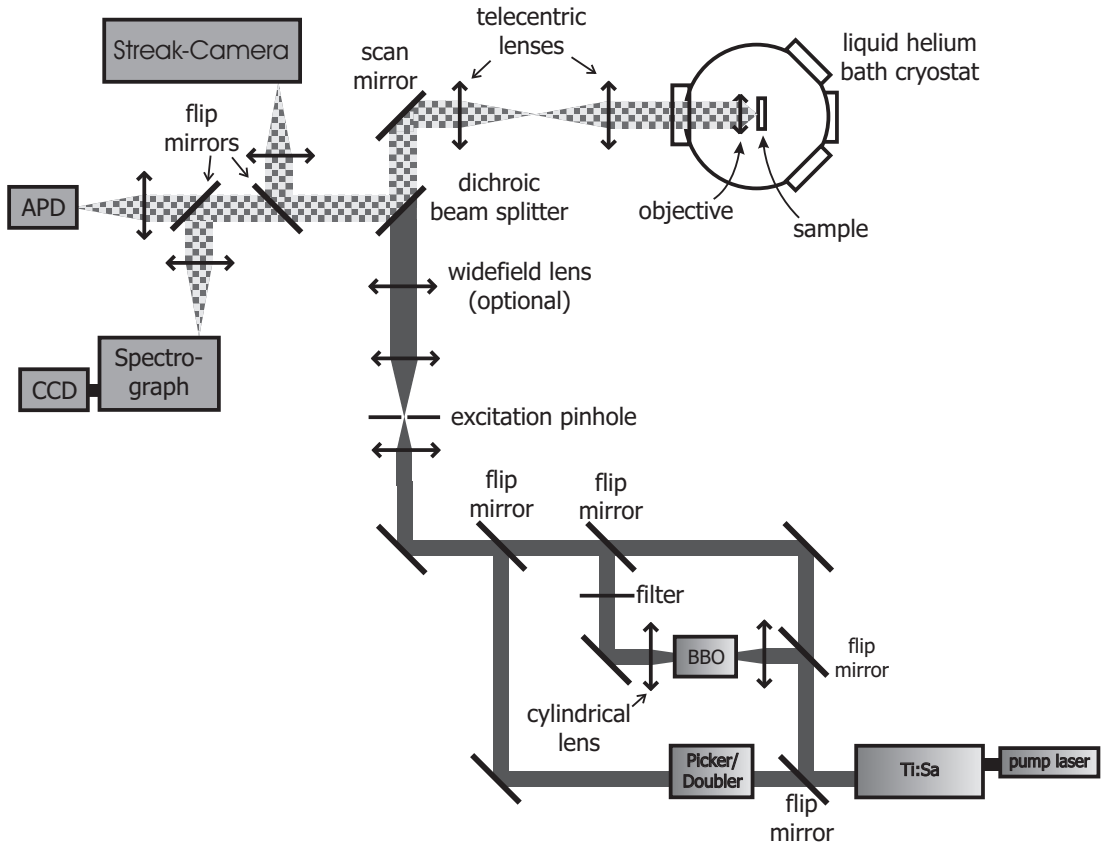 telecentric
lenses
Streak-Camera
scan
mirror
liquid helium
bath cryostat
flip
mirrors
APD
dichroic
beam splitter
objective
sample
widefield lens
(optional)
Spectro-
graph
CCD
excitation pinhole
flip
mirror
flip
mirror
filter
BBO
flip
mirror
cylindrical
lens
Picker/
Doubler
Ti:Sa
pump laser
flip
mirror